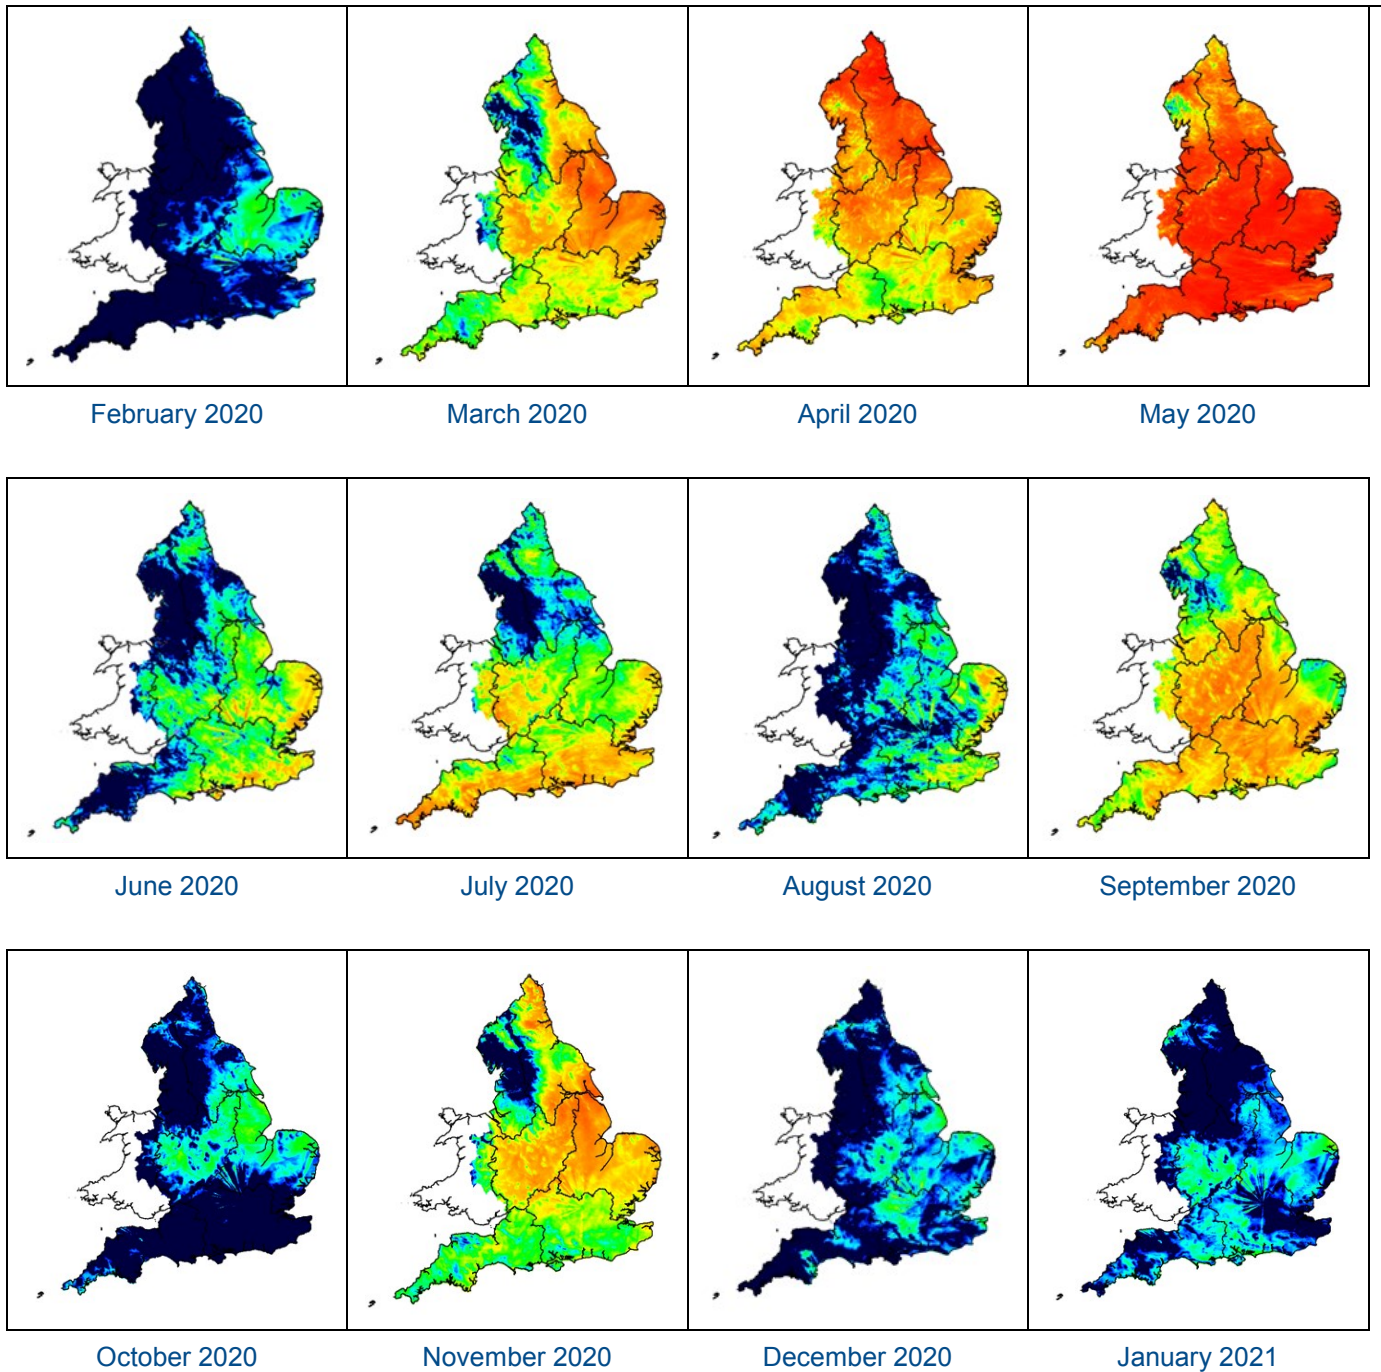 February 2020
March 2020
April 2020
May 2020
June 2020
July 2020
August 2020
September 2020
October 2020
November 2020
December 2020
January 2021